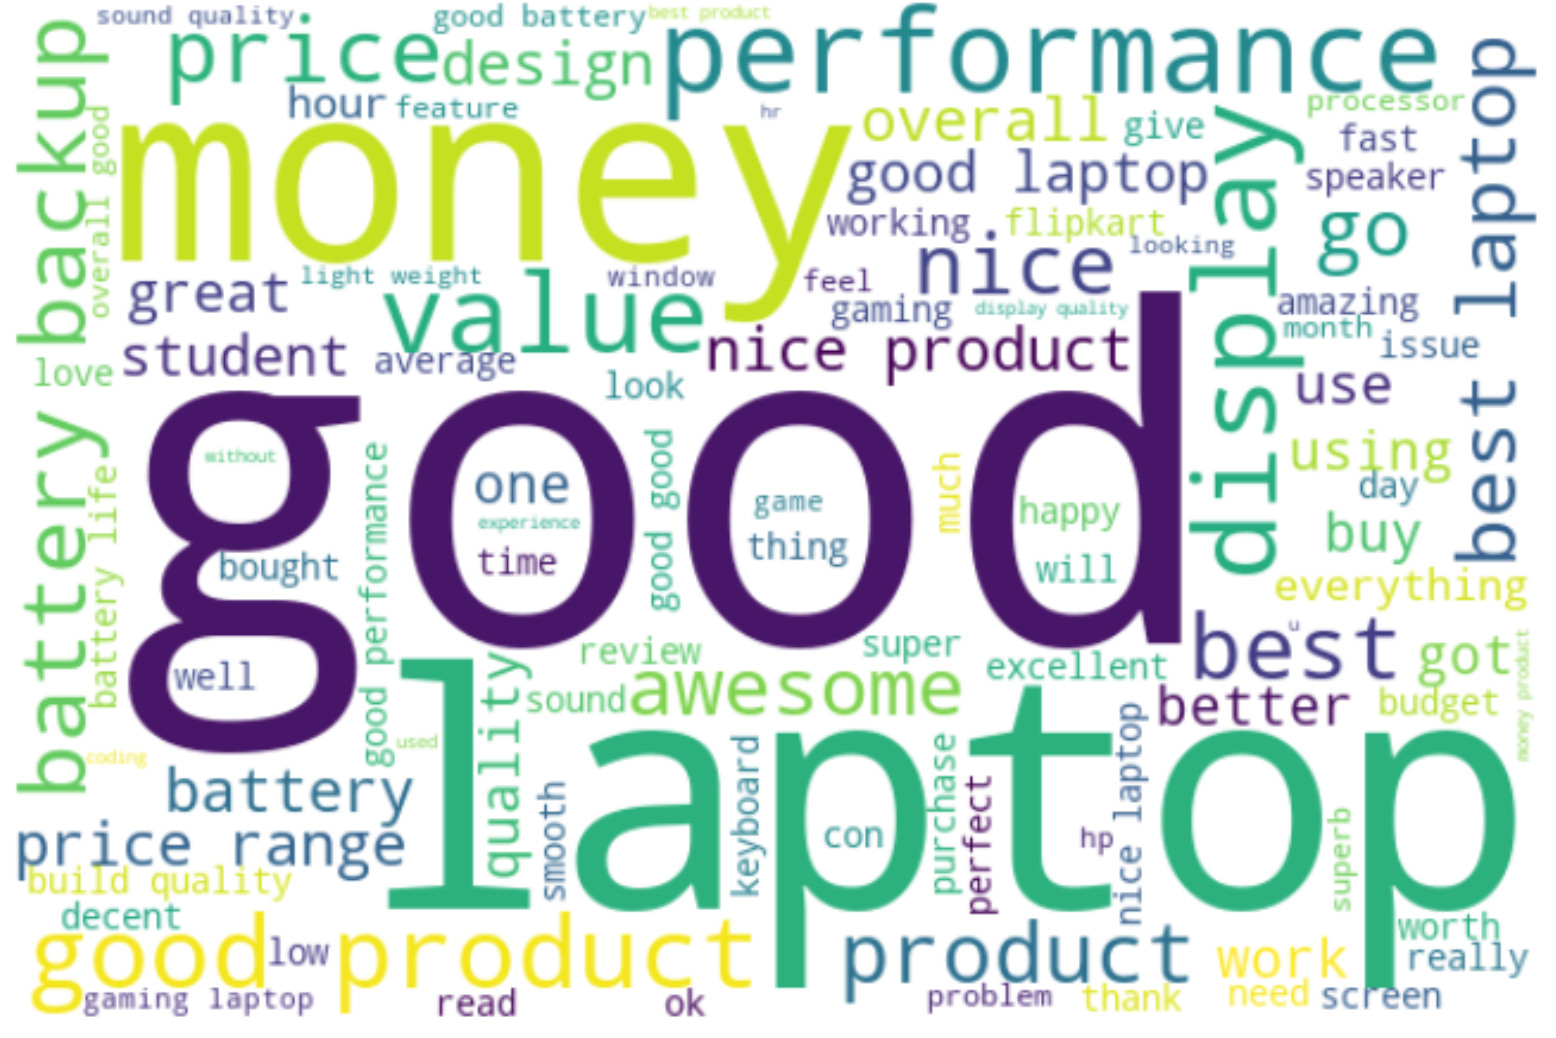 sound quality
good battery
best product
price
design
performance
backup
best laptop
hour
feature
hr
overall
give
processor
fast
speaker
overall good
money
good laptop
display
working
flipkart
go
nice
looking
great
light weight
window
feel
value
gaming
display quality
amazing
month
issue
student
average
nice product
love
look
use
good
without
one
experience
time
good good
game
thing
much
happy
will
using
day
buy
battery
battery life
bought
good performance
everything
well
review
super
excellent
best
u
got
money product
quality
sound
awesome
better
budget
coding
used
laptop
battery
smooth
keyboard
con
purchase
perfect
hp
nice laptop
superb
price range
build quality
decent
good product
low
product
work
worth
really
gaming laptop
read
ok
problem
thank
need
screen